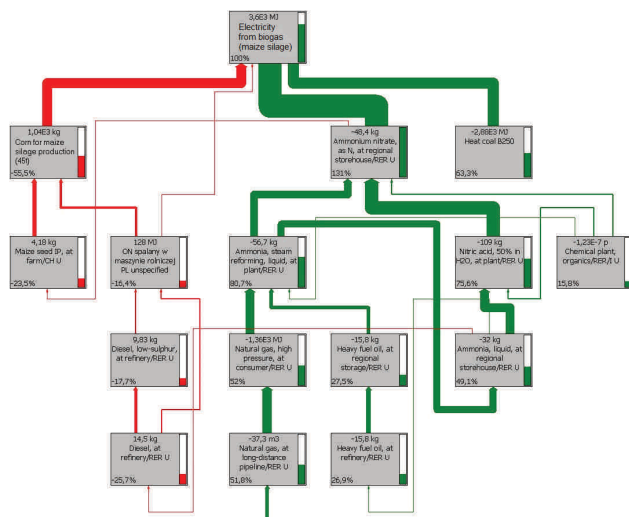 3,6E3 MJ
Electricity
from biogas
(maize silage)
100%
1,04E3 kg
Corn for maize
silage production
(45t)
-55,5%
-48,4 kg
Ammonium nitrate,
as N, at regional
storehouse/RER U
131%
-2,88E3 MJ
Heat coal B250
63,3%
4,18 kg
Maize seed IP, at
farm/CH U
-23,5%
128 MJ
ON spalany w
maszynie rolniczej
PL unspecified
-16,4%
-56,7 kg
Ammonia, steam
reforming, liquid, at
plant/RER U
80,7%
-109 kg
Nitric acid, 50% in
H2O, at plant/RER U
75,6%
-1,23E-7 p
Chemical plant,
organics/RER/I U
15,8%
9,83 kg
Diesel, low-sulphur,
at refinery/RER U
-17,7%
-1,36E3 MJ
Natural gas, high
pressure, at
consumer/RER U
52%
-15,8 kg
Heavy fuel oil, at
regional
storage/RER U
27,5%
-32 kg
Ammonia, liquid, at
regional
storehouse/RER U
49,1%
14,5 kg
Diesel, at
refinery/RER U
-25,7%
-37,3 m3
Natural gas, at
long-distance
pipeline/RER U
51,8%
-15,8 kg
Heavy fuel oil, at
refinery/RER U
26,9%